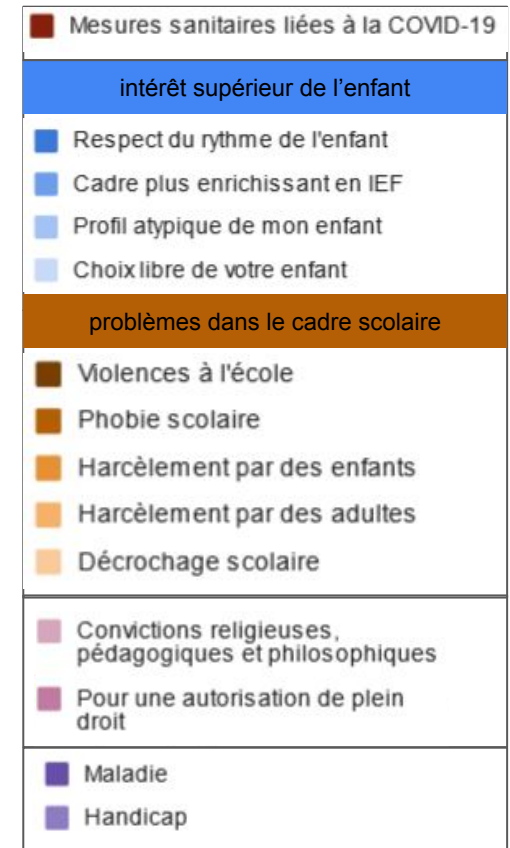 Mesures sanitaires liées à la COVID-19
intérêt supérieur de l’enfant
Respect du rythme de l'enfant
Cadre plus enrichissant en IEF
Profil atypique de mon enfant
Choix libre de votre enfant
problèmes dans le cadre scolaire
Violences à l'école
Phobie scolaire
Harcèlement par des enfants
Harcèlement par des adultes
Décrochage scolaire
Convictions religieuses,
pédagogiques et philosophiques
Pour une autorisation de plein
droit
Maladie
Handicap